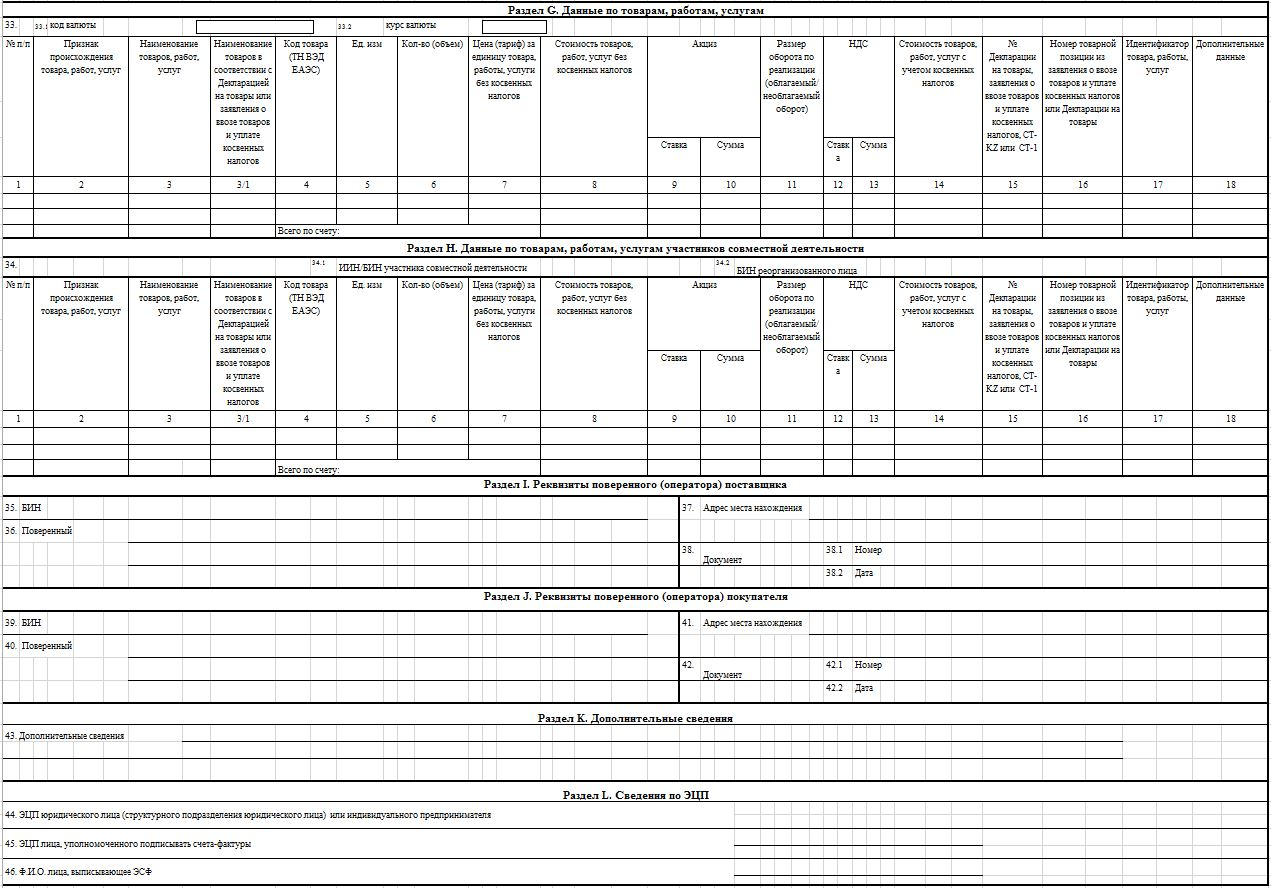 Раздел G. Данные по товарам, работам, услугам
33. 33.1 код валюты 33.2 курс валюты
№ п/п
Признак
происхождения
товара, работ, услуг
Наименование
товаров, работ,
услуг
Наименование
товаров в
соответствии с
Декларацией
на товары или
заявления о
ввозе товаров
и уплате
косвенных
налогов
Код товара
(ТН ВЭД
ЕАЭС)
Ед. изм
Кол-во (объем)
Цена (тариф) за
единицу товара,
работы, услуги
без косвенных
налогов
Стоимость товаров,
работ, услуг без
косвенных налогов
Акциз
Ставка
Сумма
Размер
оборота по
реализации
(облагаемый/
необлагаемый
оборот)
НДС
Ставк
а
Сумма
Стоимость товаров,
работ, услуг с
учетом косвенных
налогов
№
Декларации
на товары,
заявления о
ввозе товаров
и уплате
косвенных
налогов, СТ-
KZ или СТ-1
Номер товарной
позиции из
заявления о ввозе
товаров и уплате
косвенных налогов
или Декларации на
товары
Идентификатор
товара, работы,
услуг
Дополнительные
данные
1 2 3 3/1 4 5 6 7 8 9 10 11 12 13 14 15 16 17 18
Всего по счету:
Раздел H. Данные по товарам, работам, услугам участников совместной деятельности
34. 34.1 ИИН/БИН участника совместной деятельности 34.2 БИН реорганизованного лица
№ п/п
Признак
происхождения
товара, работ, услуг
Наименование
товаров, работ,
услуг
Наименование
товаров в
соответствии с
Декларацией
на товары или
заявления о
ввозе товаров
и уплате
косвенных
налогов
Код товара
(ТН ВЭД
ЕАЭС)
Ед. изм
Кол-во (объем)
Цена (тариф) за
единицу товара,
работы, услуги
без косвенных
налогов
Стоимость товаров,
работ, услуг без
косвенных налогов
Акциз
Ставка
Сумма
Размер
оборота по
реализации
(облагаемый/
необлагаемый
оборот)
НДС
Ставк
а
Сумма
Стоимость товаров,
работ, услуг с
учетом косвенных
налогов
№
Декларации
на товары,
заявления о
ввозе товаров
и уплате
косвенных
налогов, СТ-
KZ или СТ-1
Номер товарной
позиции из
заявления о ввозе
товаров и уплате
косвенных налогов
или Декларации на
товары
Идентификатор
товара, работы,
услуг
Дополнительные
данные
1 2 3 3/1 4 5 6 7 8 9 10 11 12 13 14 15 16 17 18
Всего по счету:
Раздел I. Реквизиты поверенного (оператора) поставщика
35. БИН
36. Поверенный
37. Адрес места нахождения
38. Документ
38.1 Номер
38.2 Дата
Раздел J. Реквизиты поверенного (оператора) покупателя
39. БИН
40. Поверенный
41. Адрес места нахождения
42. Документ
42.1 Номер
42.2 Дата
Раздел K. Дополнительные сведения
43. Дополнительные сведения
Раздел L. Сведения по ЭЦП
44. ЭЦП юридического лица (структурного подразделения юридического лица) или индивидуального предпринимателя
45. ЭЦП лица, уполномоченного подписывать счета-фактуры
46. Ф.И.О. лица, выписывающее ЭСФ